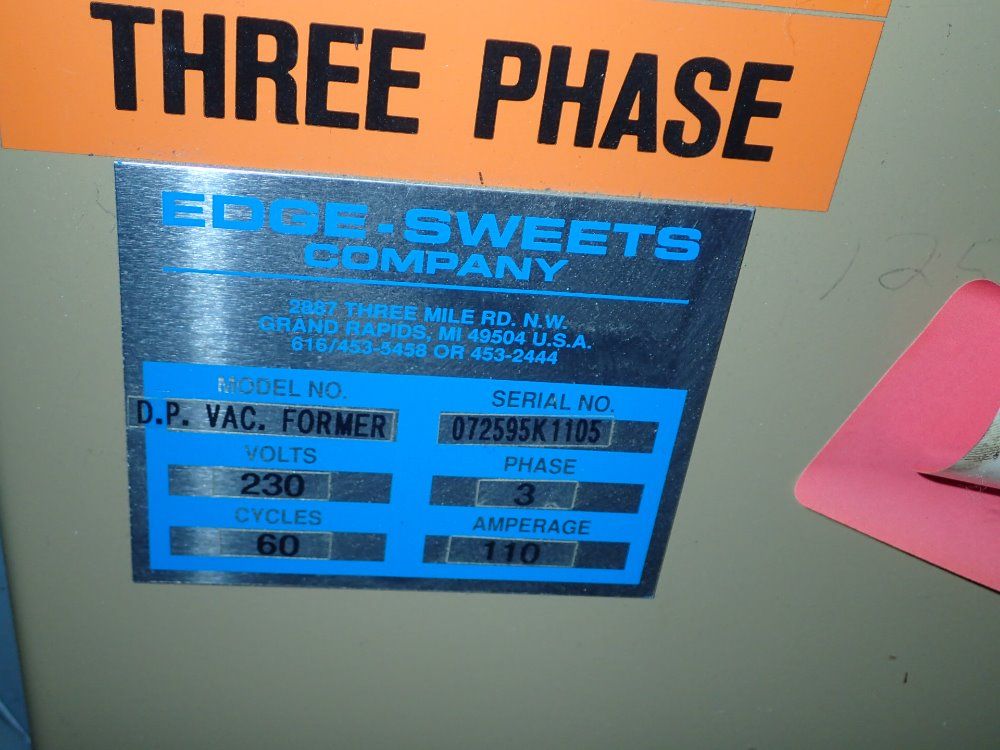 THREE PHASE
EDGE-SWEETS
COMPANY
2887 THREE MILE RD. N.W.
GRAND RAPIDS, MI 49504 U.S.A.
616/453-5458 OR 453-2444
MODEL NO. SERIAL NO.
D.P. VAC. FORMER 072595K1105
VOLTS PHASE
230 3
CYCLES AMPERAGE
60 110